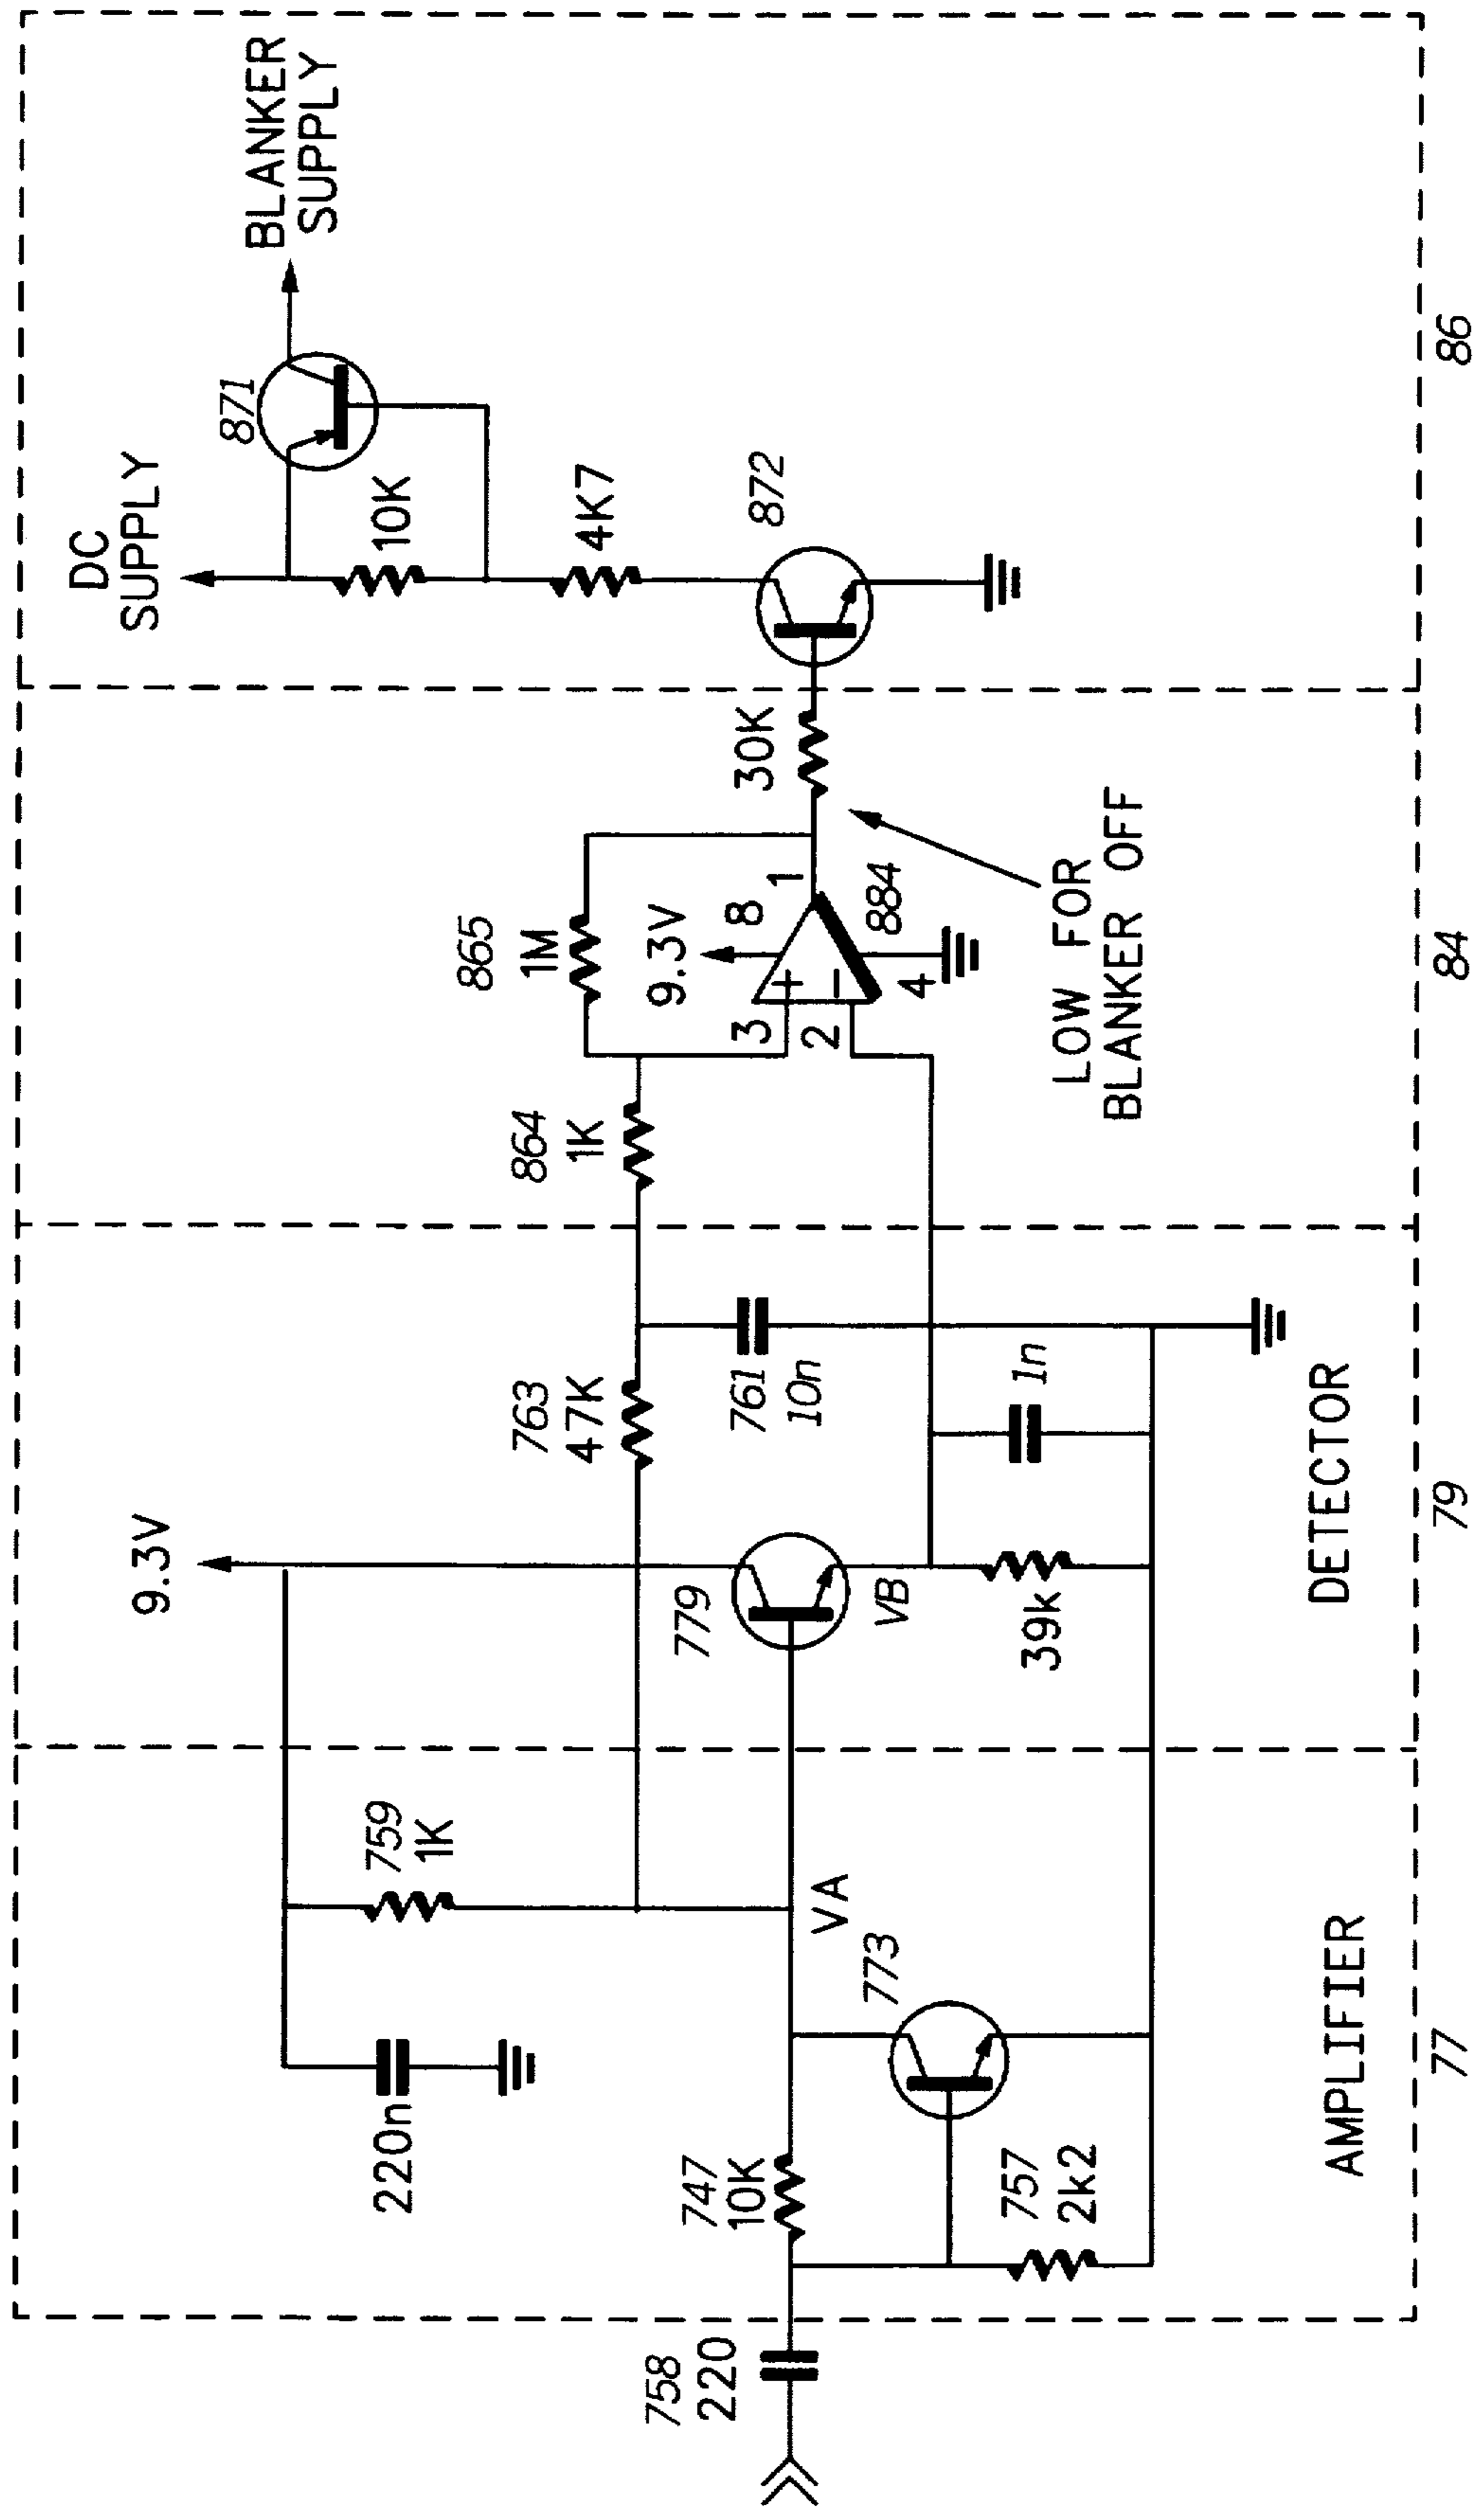 758
220
747
10K
757
2k2
220n
773
VA
759
1K
AMPLIFIER
77
9.3V
779
VB
39k
763
47K
761
10n
1n
DETECTOR
79
864
1K
865
1M
9.3V
8
3
+
2
−
4
1
884
30K
LOW FOR
BLANKER OFF
84
DC
SUPPLY
10K
4K7
871
872
BLANKER
SUPPLY
86